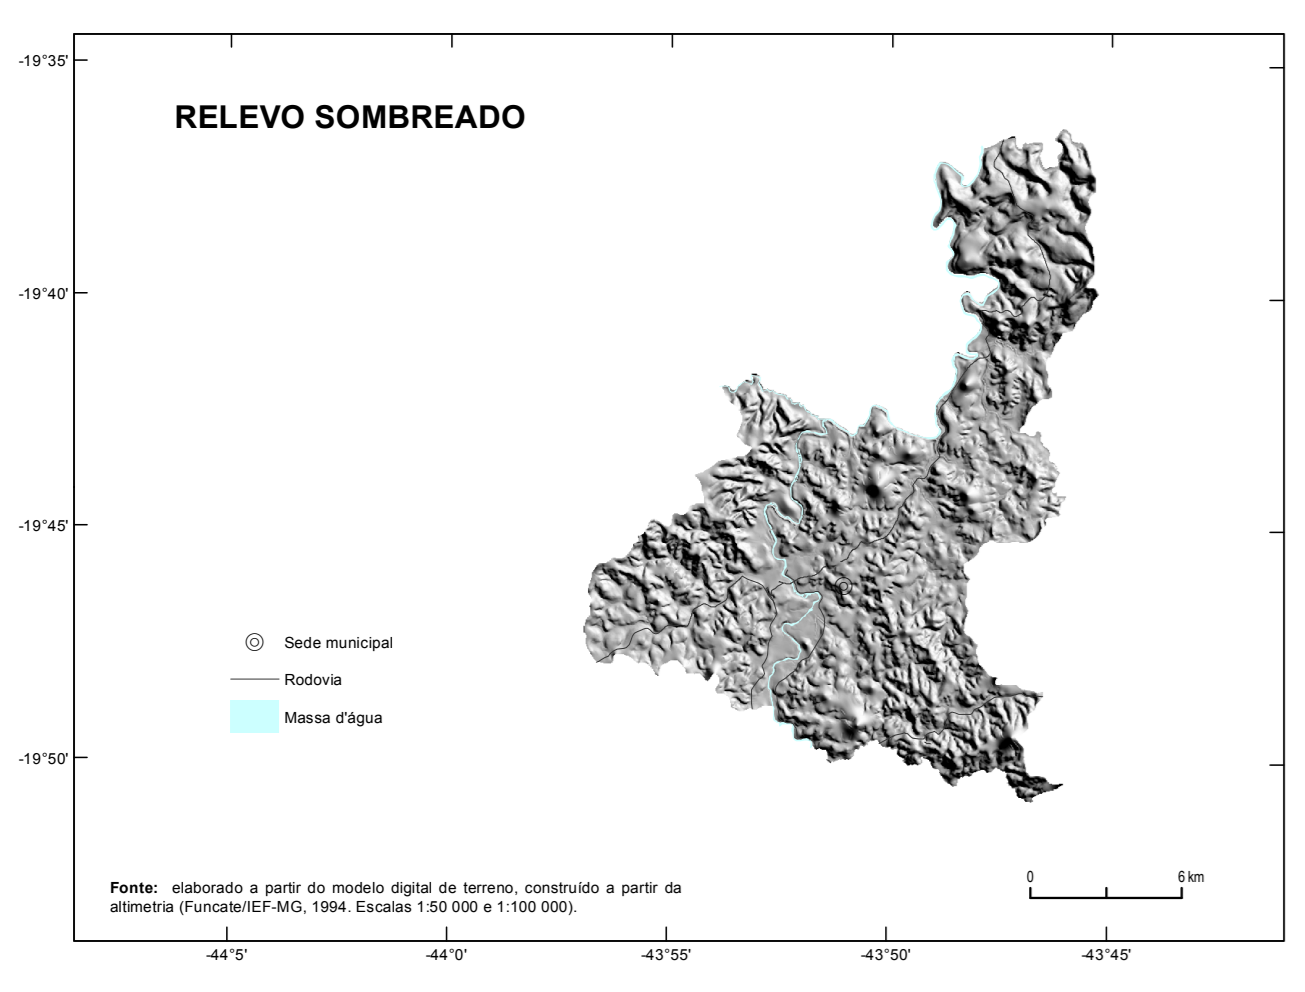 -19°35'
RELEVO SOMBREADO
-19°40'
-19°45'
Sede municipal
Rodovia
Massa d'água
-19°50'
0 6 km
Fonte: elaborado a partir do modelo digital de terreno, construído a partir da
altimetria (Funcate/IEF-MG, 1994. Escalas 1:50 000 e 1:100 000).
-44°5' -44°0' -43°55' -43°50' -43°45'